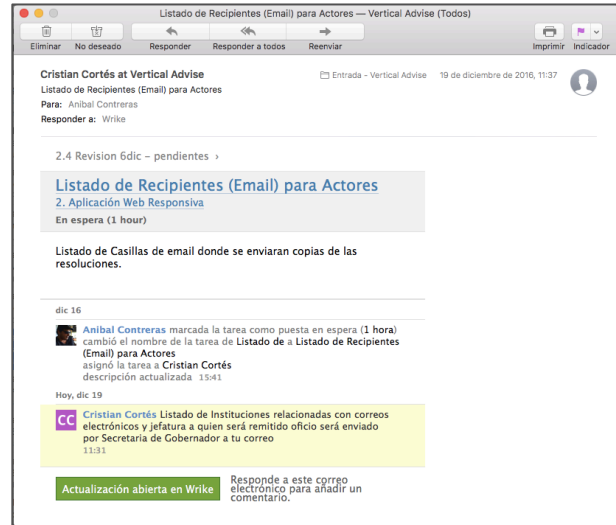 Listado de Recipientes (Email) para Actores — Vertical Advise (Todos)
Eliminar No deseado Responder Responder a todos Reenviar Imprimir Indicador
Cristian Cortés at Vertical Advise Entrada - Vertical Advise 19 de diciembre de 2016, 11:37
Listado de Recipientes (Email) para Actores
Para: Anibal Contreras
Responder a: Wrike
2.4 Revision 6dic - pendientes ›
Listado de Recipientes (Email) para Actores
2. Aplicación Web Responsiva
En espera (1 hour)
Listado de Casillas de email donde se enviaran copias de las
resoluciones.
dic 16
Anibal Contreras marcada la tarea como puesta en espera (1 hora)
cambió el nombre de la tarea de Listado de a Listado de Recipientes
(Email) para Actores
asignó la tarea a Cristian Cortés
descripción actualizada 15:41
Hoy, dic 19
CC Cristian Cortés Listado de Instituciones relacionadas con correos
electrónicos y jefatura a quien será remitido oficio será enviado
por Secretaria de Gobernador a tu correo
11:31
Actualización abierta en Wrike
Responde a este correo
electrónico para añadir un
comentario.